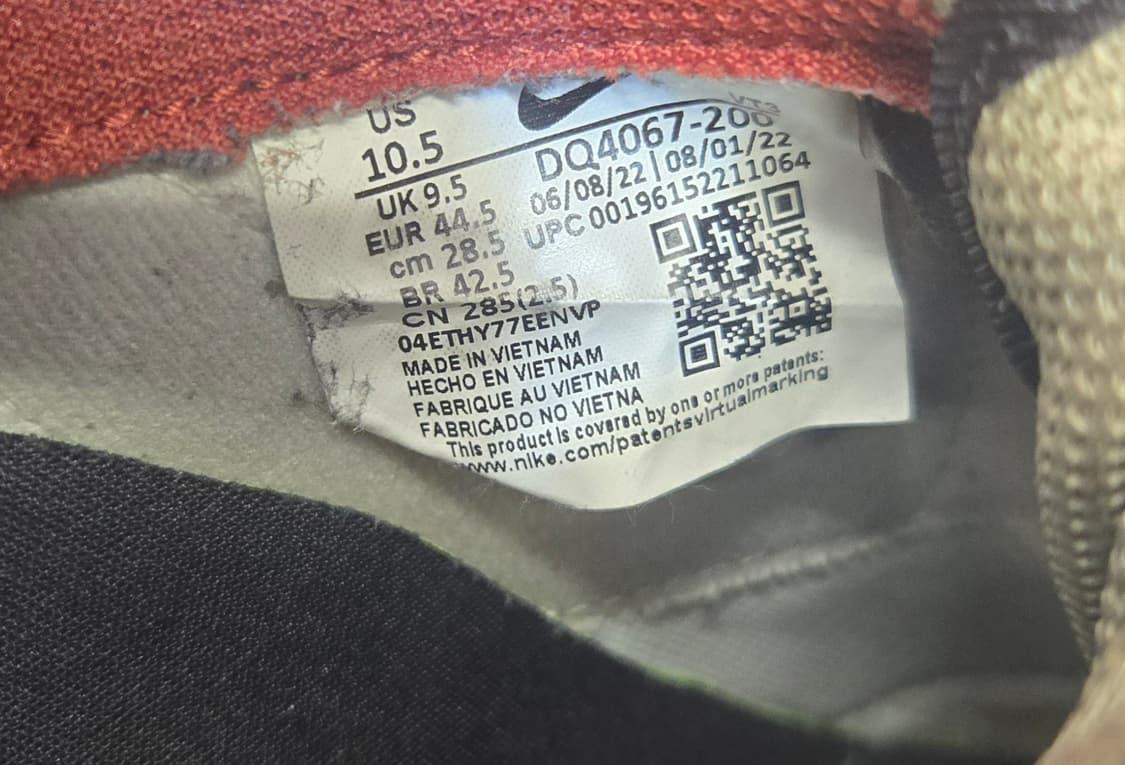 US
10.5
UK 9.5
EUR 44.5
cm 28.5
BR 42.5
CN 285(2.5)
VT3
DQ4067-200
06/08/22|08/01/22
UPC 00196152211064
04ETHY77EENVP
MADE IN VIETNAM
HECHO EN VIETNAM
FABRIQUE AU VIETNAM
FABRICADO NO VIETNA
This product is covered by one or more patents:
www.nike.com/patentsvirtualmarking